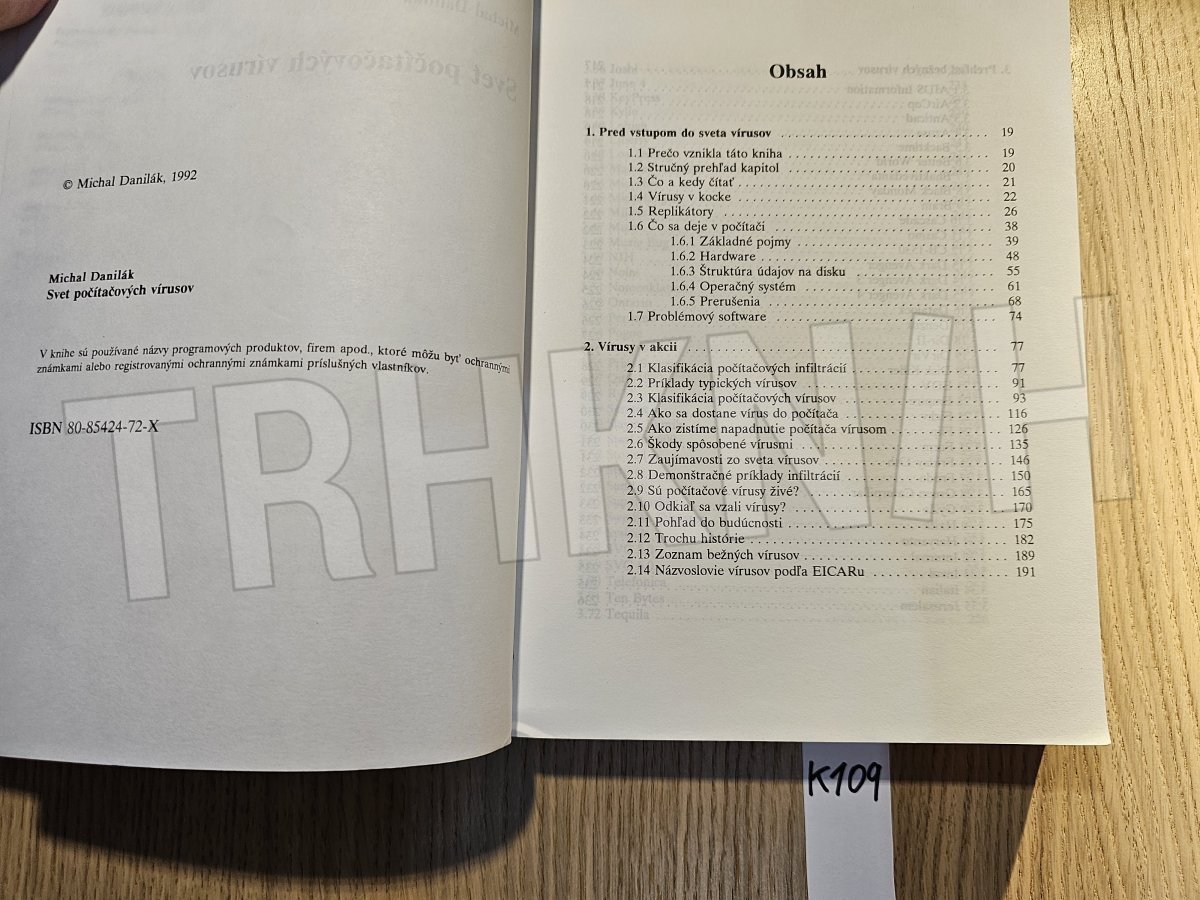 © Michal Danilák, 1992
Michal Danilák
Svet počítačových vírusov
V knihe sú používané názvy programových produktov, firem apod., ktoré môžu byť ochrannými
známkami alebo registrovanými ochrannými známkami príslušných vlastníkov.
ISBN 80-85424-72-X
Obsah
1. Pred vstupom do sveta vírusov . . . . . . . . . . . . . . . . . . . . 19
1.1 Prečo vznikla táto kniha . . . . . . . . . . . . . . . . . . . . 19
1.2 Stručný prehľad kapitol . . . . . . . . . . . . . . . . . . . . 20
1.3 Čo a kedy čítať . . . . . . . . . . . . . . . . . . . . 21
1.4 Vírusy v kocke . . . . . . . . . . . . . . . . . . . . 22
1.5 Replikátory . . . . . . . . . . . . . . . . . . . . 26
1.6 Čo sa deje v počítači . . . . . . . . . . . . . . . . . . . . 38
1.6.1 Základné pojmy . . . . . . . . . . . . . . . . . . . . 39
1.6.2 Hardware . . . . . . . . . . . . . . . . . . . . 48
1.6.3 Štruktúra údajov na disku . . . . . . . . . . . . . . . . . . . . 55
1.6.4 Operačný systém . . . . . . . . . . . . . . . . . . . . 61
1.6.5 Prerušenia . . . . . . . . . . . . . . . . . . . . 68
1.7 Problémový software . . . . . . . . . . . . . . . . . . . . 74
2. Vírusy v akcii . . . . . . . . . . . . . . . . . . . . 77
2.1 Klasifikácia počítačových infiltrácií . . . . . . . . . . . . . . . . . . . . 77
2.2 Príklady typických vírusov . . . . . . . . . . . . . . . . . . . . 91
2.3 Klasifikácia počítačových vírusov . . . . . . . . . . . . . . . . . . . . 93
2.4 Ako sa dostane vírus do počítača . . . . . . . . . . . . . . . . . . . . 116
2.5 Ako zistíme napadnutie počítača vírusom . . . . . . . . . . . . . . . . . . . . 126
2.6 Škody spôsobené vírusmi . . . . . . . . . . . . . . . . . . . . 135
2.7 Zaujímavosti zo sveta vírusov . . . . . . . . . . . . . . . . . . . . 146
2.8 Demonštračné príklady infiltrácií . . . . . . . . . . . . . . . . . . . . 150
2.9 Sú počítačové vírusy živé? . . . . . . . . . . . . . . . . . . . . 165
2.10 Odkiaľ sa vzali vírusy? . . . . . . . . . . . . . . . . . . . . 170
2.11 Pohľad do budúcnosti . . . . . . . . . . . . . . . . . . . . 175
2.12 Trochu histórie . . . . . . . . . . . . . . . . . . . . 182
2.13 Zoznam bežných vírusov . . . . . . . . . . . . . . . . . . . . 189
2.14 Názvoslovie vírusov podľa EICARu . . . . . . . . . . . . . . . . . . . . 191
TRHKNIH
K109